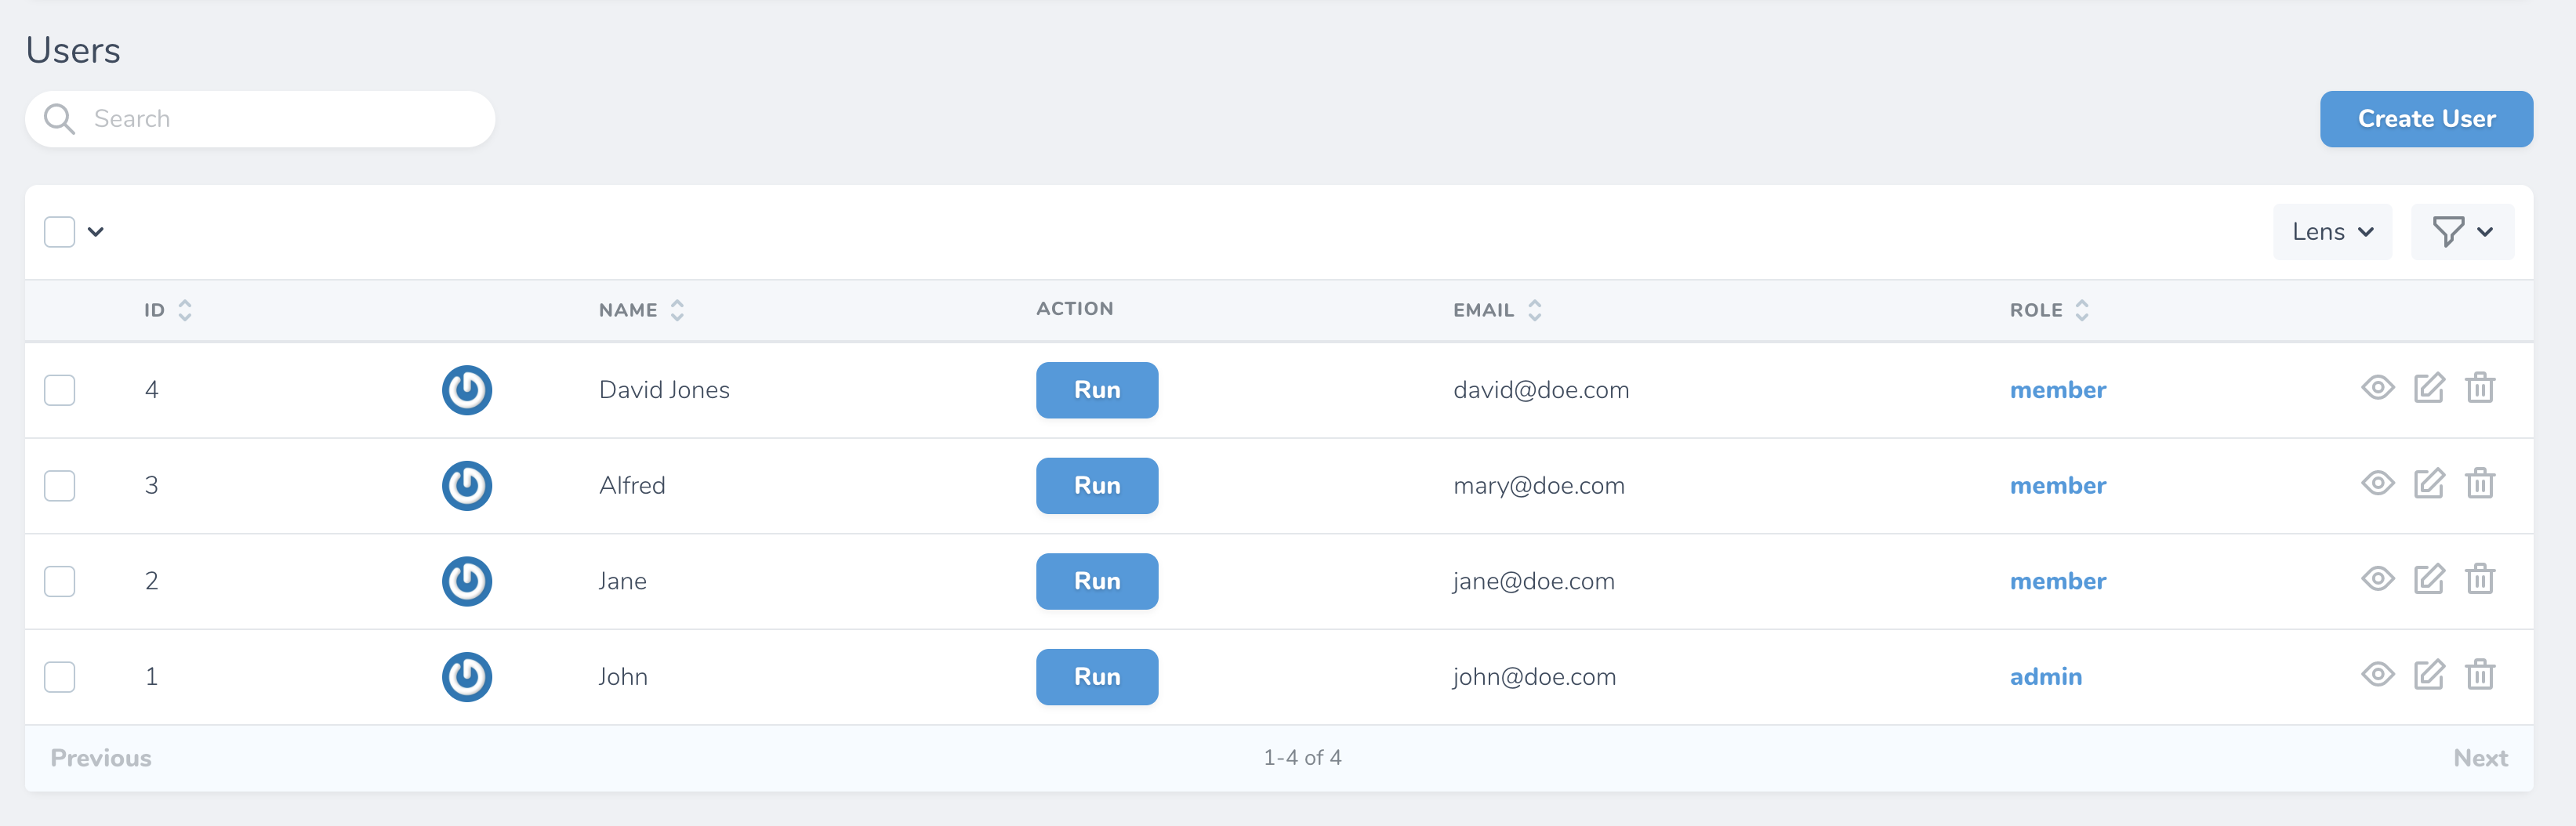 Users
Search
Create User
Lens
ID NAME ACTION EMAIL ROLE
4 David Jones Run david@doe.com member
3 Alfred Run mary@doe.com member
2 Jane Run jane@doe.com member
1 John Run john@doe.com admin
Previous 1-4 of 4 Next